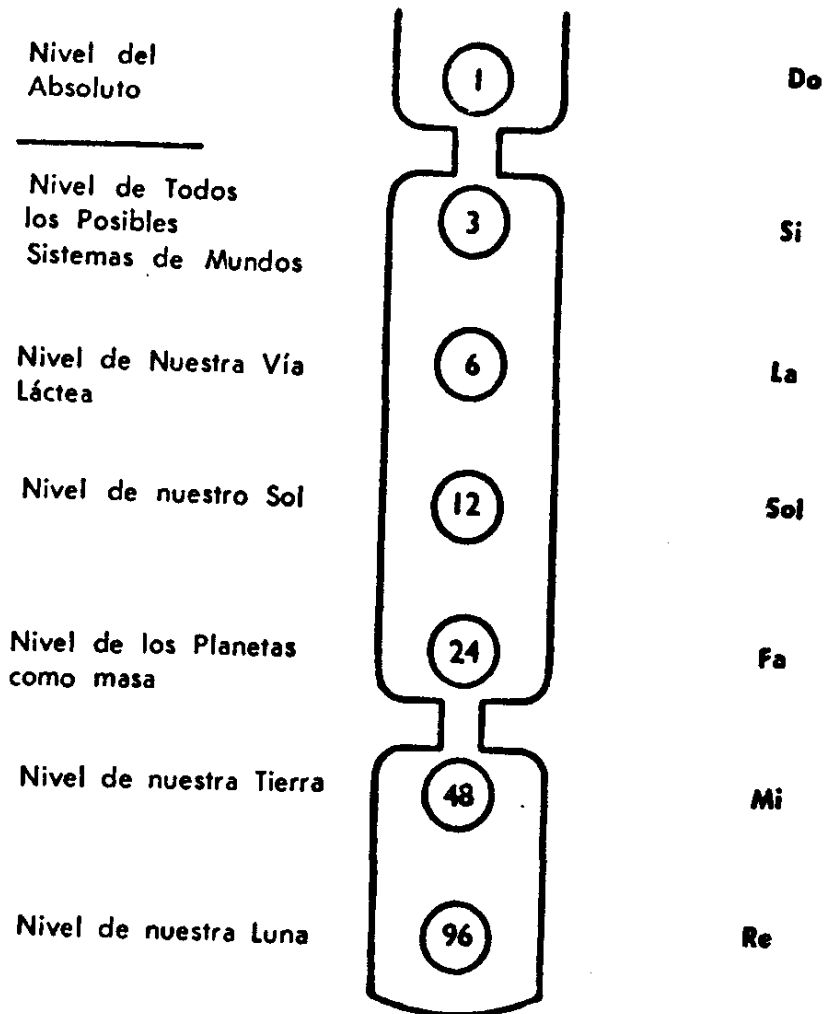 Nivel del
Absoluto
1
Do
Nivel de Todos
los Posibles
Sistemas de Mundos
3
Si
Nivel de Nuestra Vía
Láctea
6
La
Nivel de nuestro Sol
12
Sol
Nivel de los Planetas
como masa
24
Fa
Nivel de nuestra Tierra
48
Mi
Nivel de nuestra Luna
96
Re